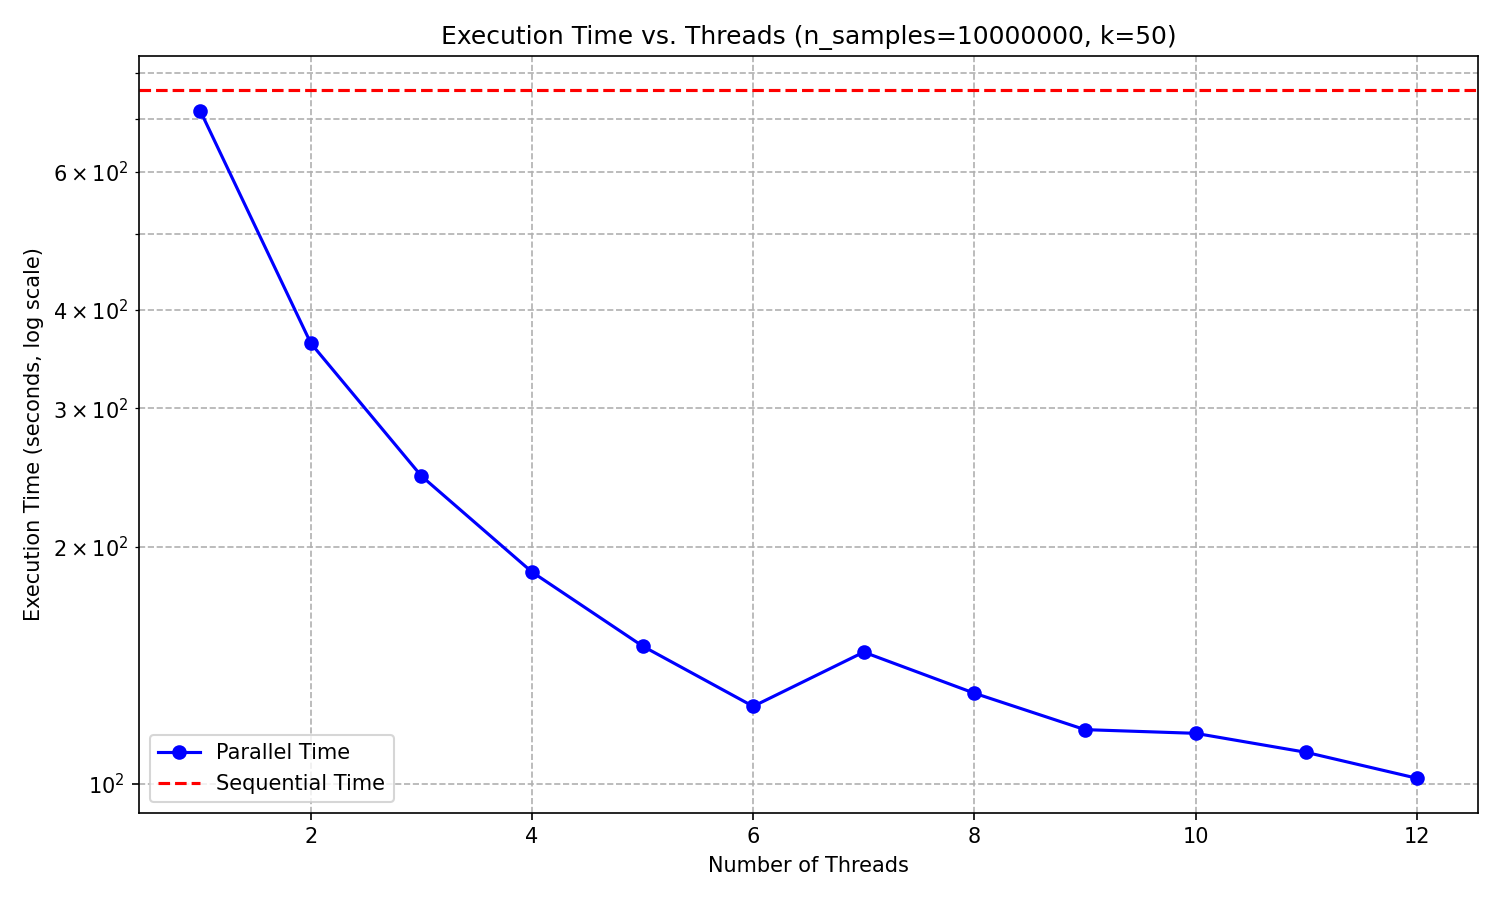 Execution Time vs. Threads (n_samples=10000000, k=50)
Execution Time (seconds, log scale)
6 × 10²
4 × 10²
3 × 10²
2 × 10²
10²
Parallel Time
Sequential Time
2 4 6 8 10 12
Number of Threads